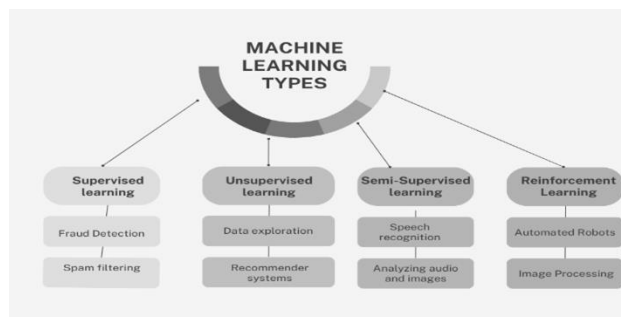 MACHINE
LEARNING
TYPES
Supervised
learning
Fraud Detection
Spam filtering
Unsupervised
learning
Data exploration
Recommender
systems
Semi-Supervised
learning
Speech
recognition
Analyzing audio
and images
Reinforcement
Learning
Automated Robots
Image Processing